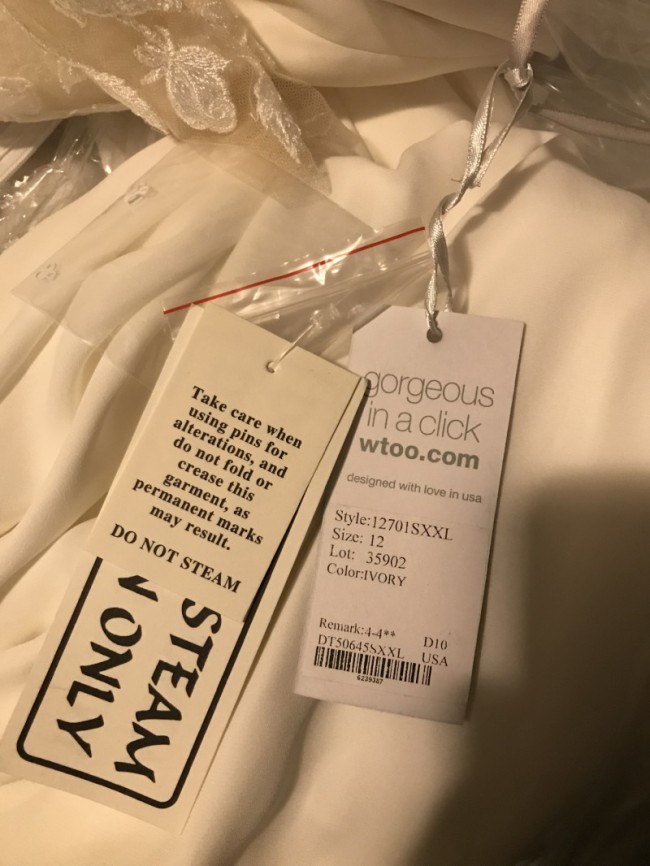 Take care when
using pins for
alterations, and
do not fold or
crease this
garment, as
permanent marks
may result.
DO NOT STEAM
STEAM
ONLY
gorgeous
in a click
wtoo.com
designed with love in usa
Style:12701SXXL
Size: 12
Lot: 35902
Color:IVORY
Remark:4-4** D10
DT50645SXXL USA
6239387